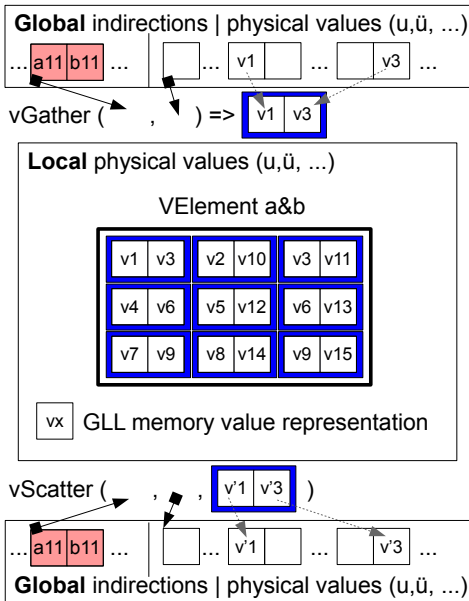 Global indirections | physical values (u,ü, ...)
... a11 b11 ... ... v1 ... v3 ...
vGather ( , ) => v1 v3
Local physical values (u,ü, ...)
VElement a&b
v1 v3 v2 v10 v3 v11
v4 v6 v5 v12 v6 v13
v7 v9 v8 v14 v9 v15
vx GLL memory value representation
vScatter ( , , v'1 v'3 )
... a11 b11 ... ... v'1 ... v'3 ...
Global indirections | physical values (u,ü, ...)